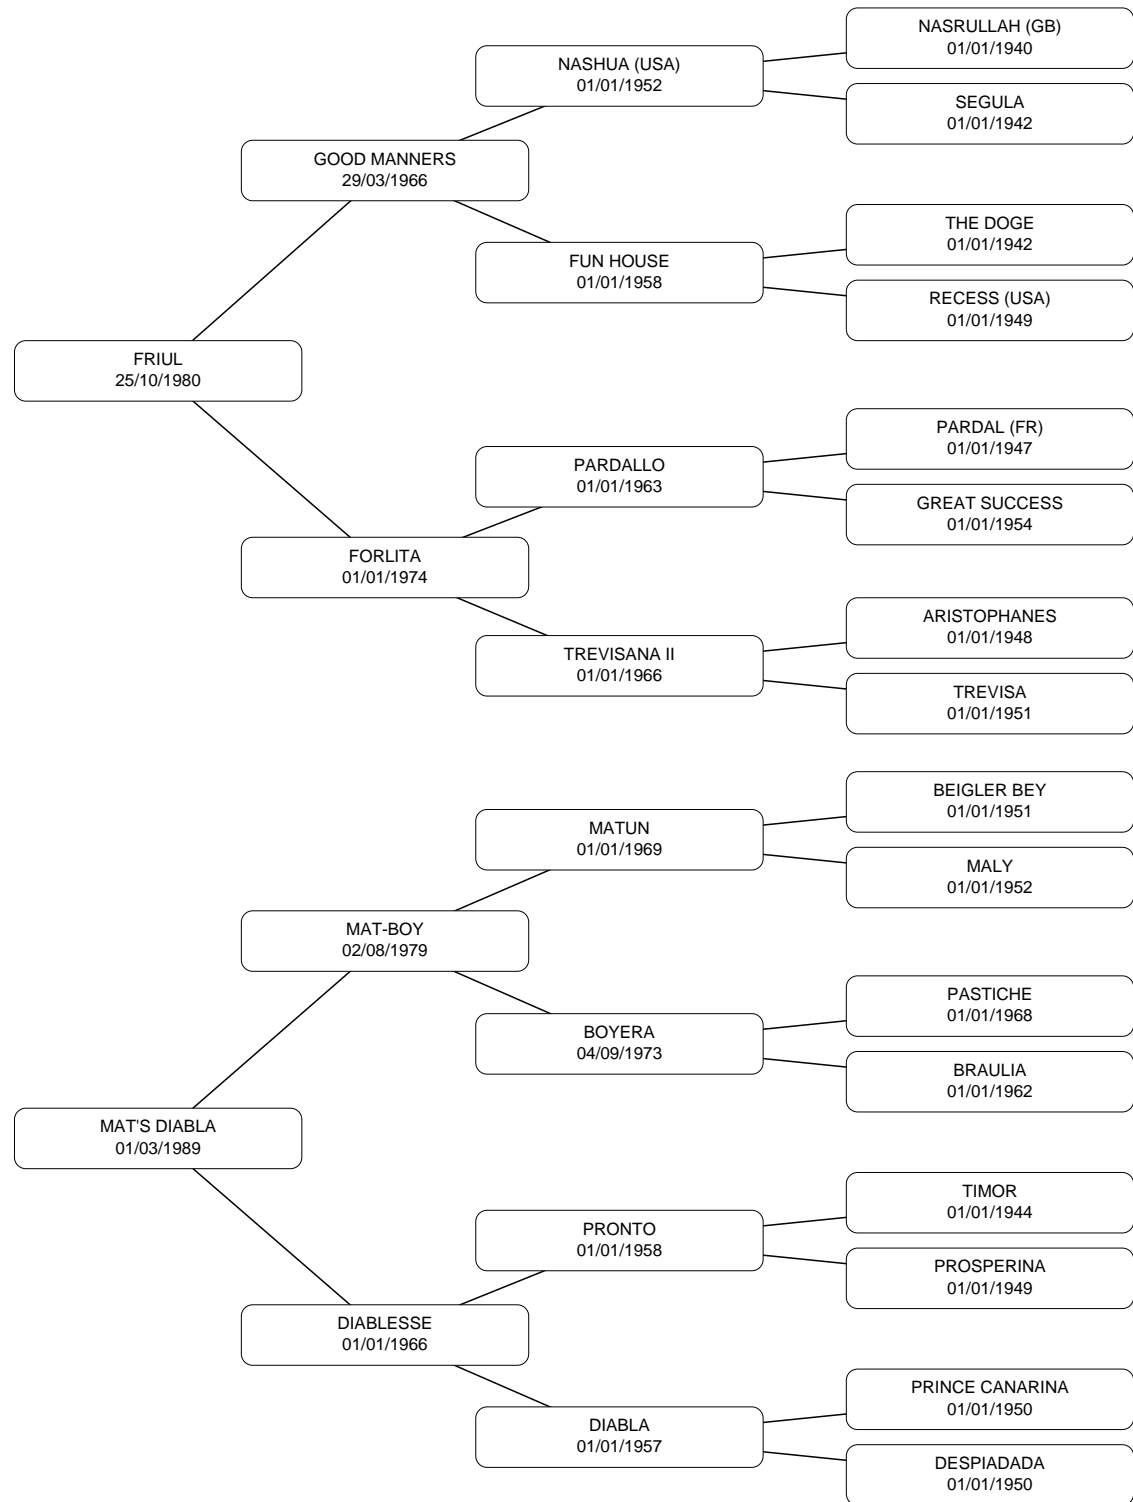 NASRULLAH (GB)
01/01/1940
NASHUA (USA)
01/01/1952
SEGULA
01/01/1942
GOOD MANNERS
29/03/1966
THE DOGE
01/01/1942
FUN HOUSE
01/01/1958
RECESS (USA)
01/01/1949
FRIUL
25/10/1980
PARDAL (FR)
01/01/1947
PARDALLO
01/01/1963
GREAT SUCCESS
01/01/1954
FORLITA
01/01/1974
ARISTOPHANES
01/01/1948
TREVISANA II
01/01/1966
TREVISA
01/01/1951
BEIGLER BEY
01/01/1951
MATUN
01/01/1969
MALY
01/01/1952
MAT-BOY
02/08/1979
PASTICHE
01/01/1968
BOYERA
04/09/1973
BRAULIA
01/01/1962
MAT'S DIABLA
01/03/1989
TIMOR
01/01/1944
PRONTO
01/01/1958
PROSPERINA
01/01/1949
DIABLESSE
01/01/1966
PRINCE CANARINA
01/01/1950
DIABLA
01/01/1957
DESPIADADA
01/01/1950